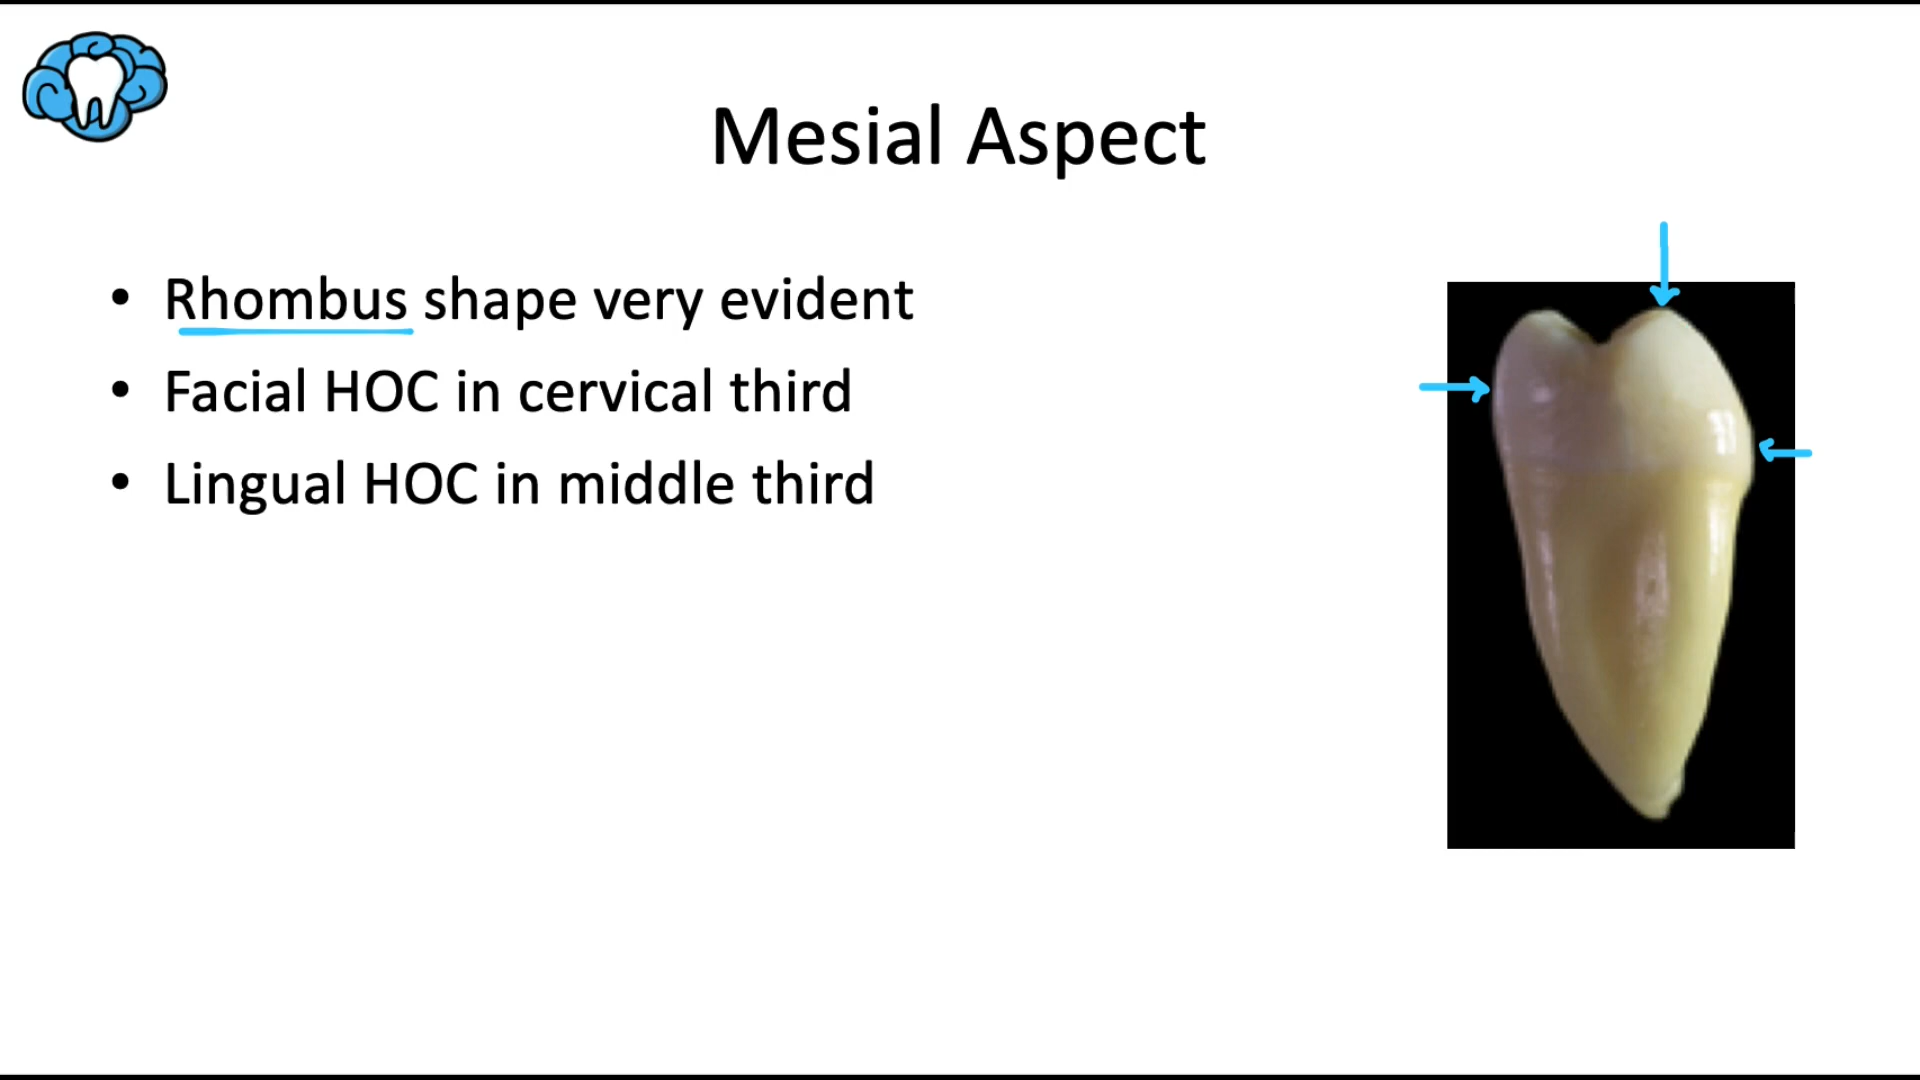 Mesial Aspect
• Rhombus shape very evident
• Facial HOC in cervical third
• Lingual HOC in middle third